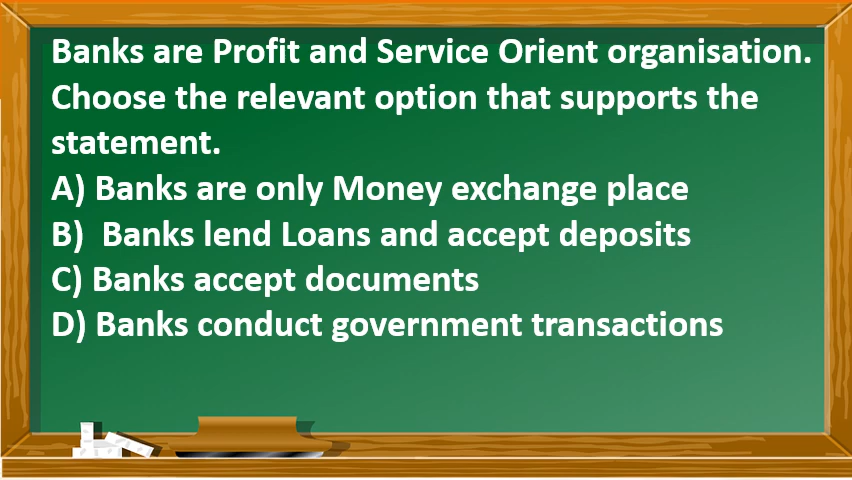 Banks are Profit and Service Orient organisation.
Choose the relevant option that supports the
statement.
A) Banks are only Money exchange place
B)  Banks lend Loans and accept deposits
C) Banks accept documents
D) Banks conduct government transactions